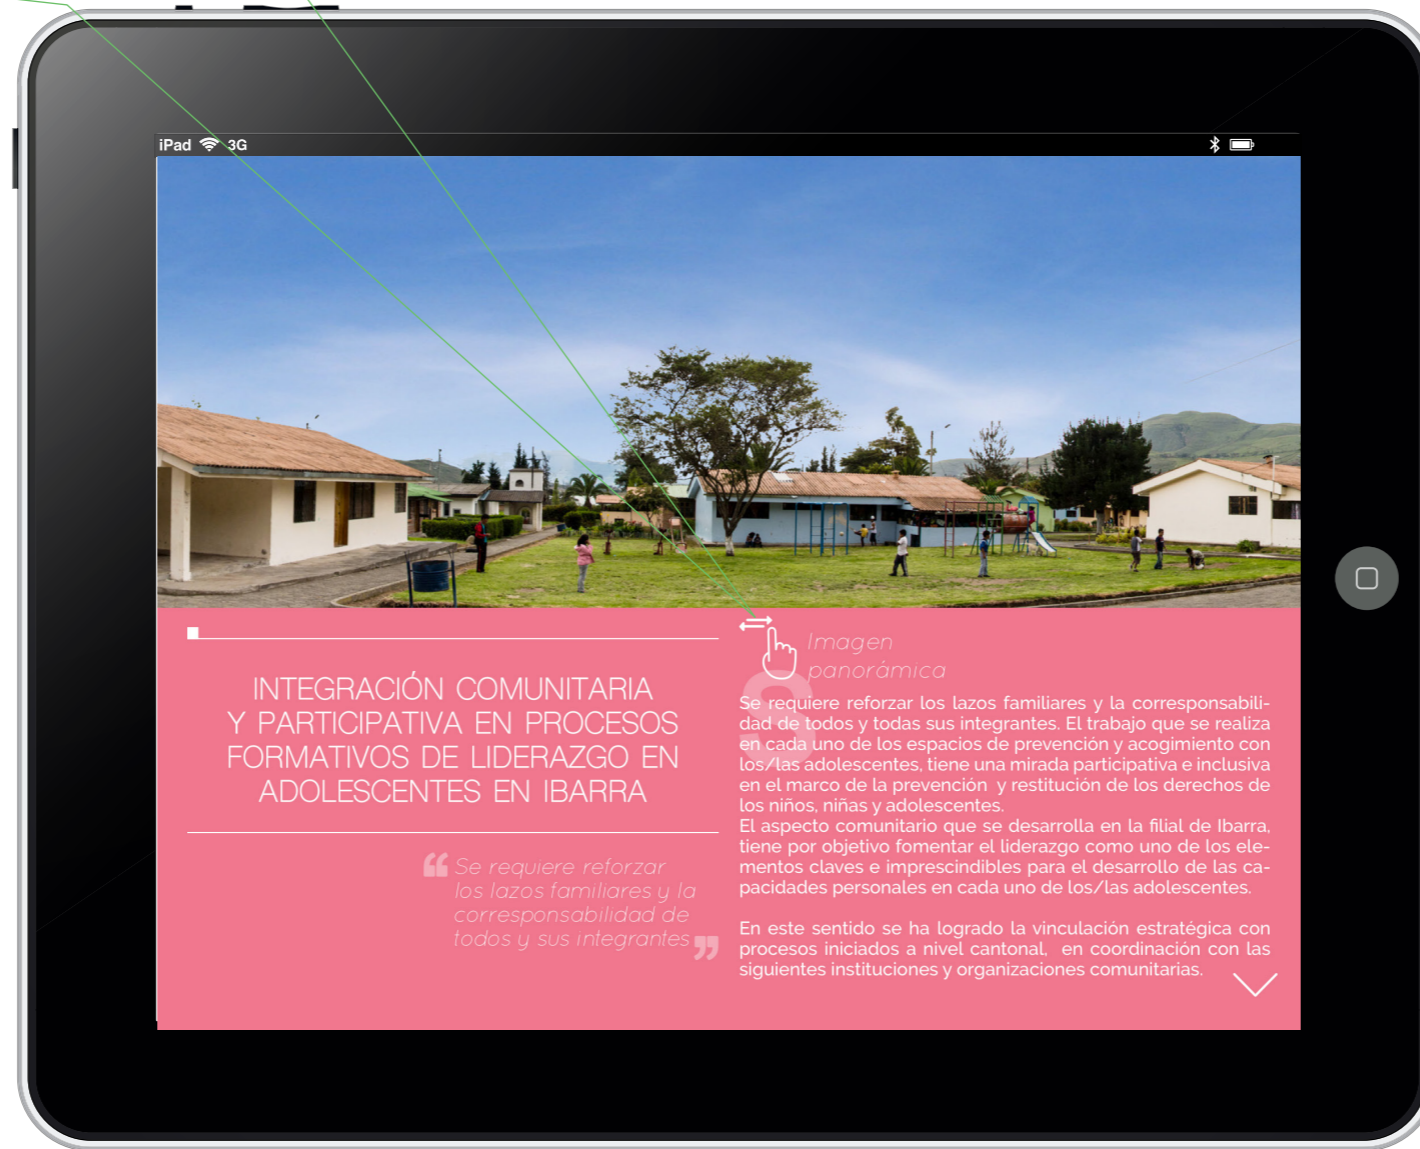 iPad 3G
INTEGRACIÓN COMUNITARIA
Y PARTICIPATIVA EN PROCESOS
FORMATIVOS DE LIDERAZGO EN
ADOLESCENTES EN IBARRA
“ Se requiere reforzar
los lazos familiares y la
corresponsabilidad de
todos y sus integrantes ”
Imagen
panorámica
S
Se requiere reforzar los lazos familiares y la corresponsabili-
dad de todos y todas sus integrantes. El trabajo que se realiza
en cada uno de los espacios de prevención y acogimiento con
los/las adolescentes, tiene una mirada participativa e inclusiva
en el marco de la prevención y restitución de los derechos de
los niños, niñas y adolescentes.
El aspecto comunitario que se desarrolla en la filial de Ibarra,
tiene por objetivo fomentar el liderazgo como uno de los ele-
mentos claves e imprescindibles para el desarrollo de las ca-
pacidades personales en cada uno de los/las adolescentes.
En este sentido se ha logrado la vinculación estratégica con
procesos iniciados a nivel cantonal, en coordinación con las
siguientes instituciones y organizaciones comunitarias.